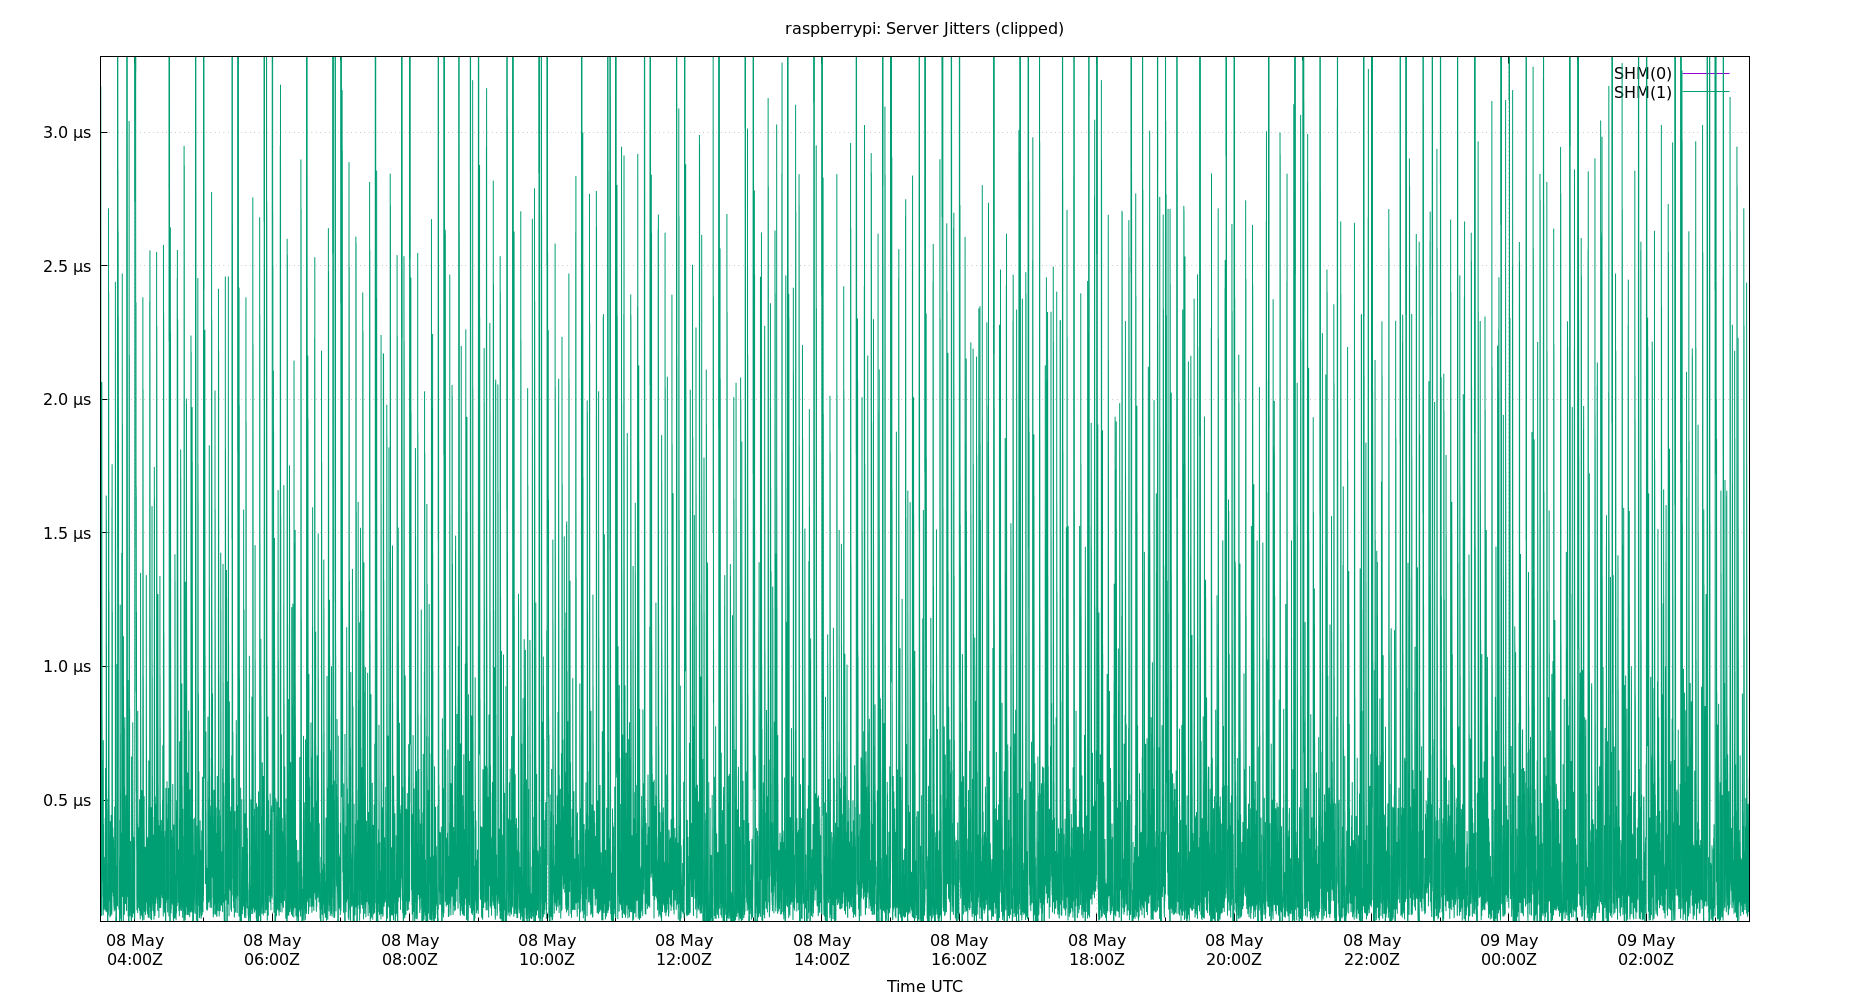 raspberrypi: Server Jitters (clipped)
SHM(0)
SHM(1)
3.0 µs
2.5 µs
2.0 µs
1.5 µs
1.0 µs
0.5 µs
08 May 08 May 08 May 08 May 08 May 08 May 08 May 08 May 08 May 08 May 09 May 09 May
04:00Z 06:00Z 08:00Z 10:00Z 12:00Z 14:00Z 16:00Z 18:00Z 20:00Z 22:00Z 00:00Z 02:00Z
Time UTC